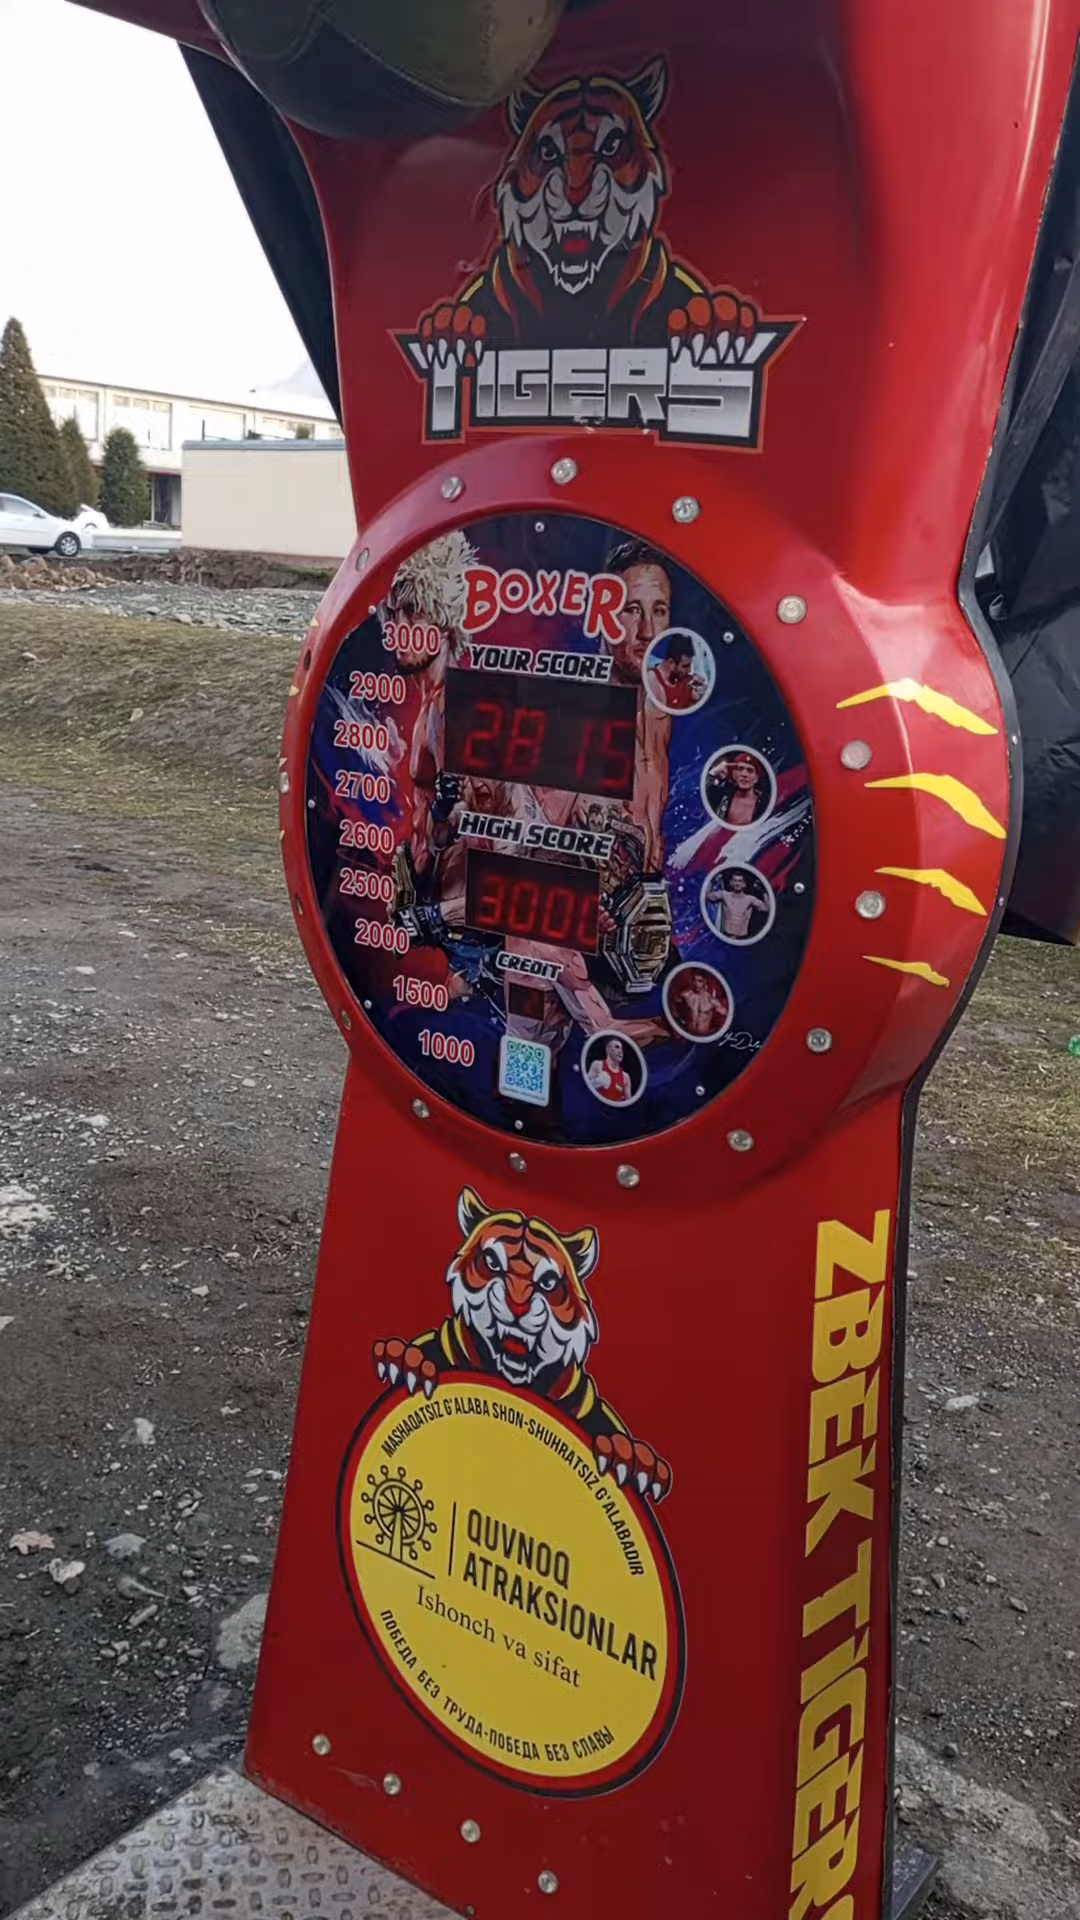 TIGERS
BOXER
YOUR SCORE
2815
HIGH SCORE
3000
CREDIT
3000
2900
2800
2700
2600
2500
2000
1500
1000
MASHAQATSIZ G'ALABA SHON-SHUHRATSIZ G'ALABADIR
QUVNOQ
ATRAKSIONLAR
Ishonch va sifat
ПОБЕДА БЕЗ ТРУДА-ПОБЕДА БЕЗ СЛАВЫ
ZBEK TIGERS